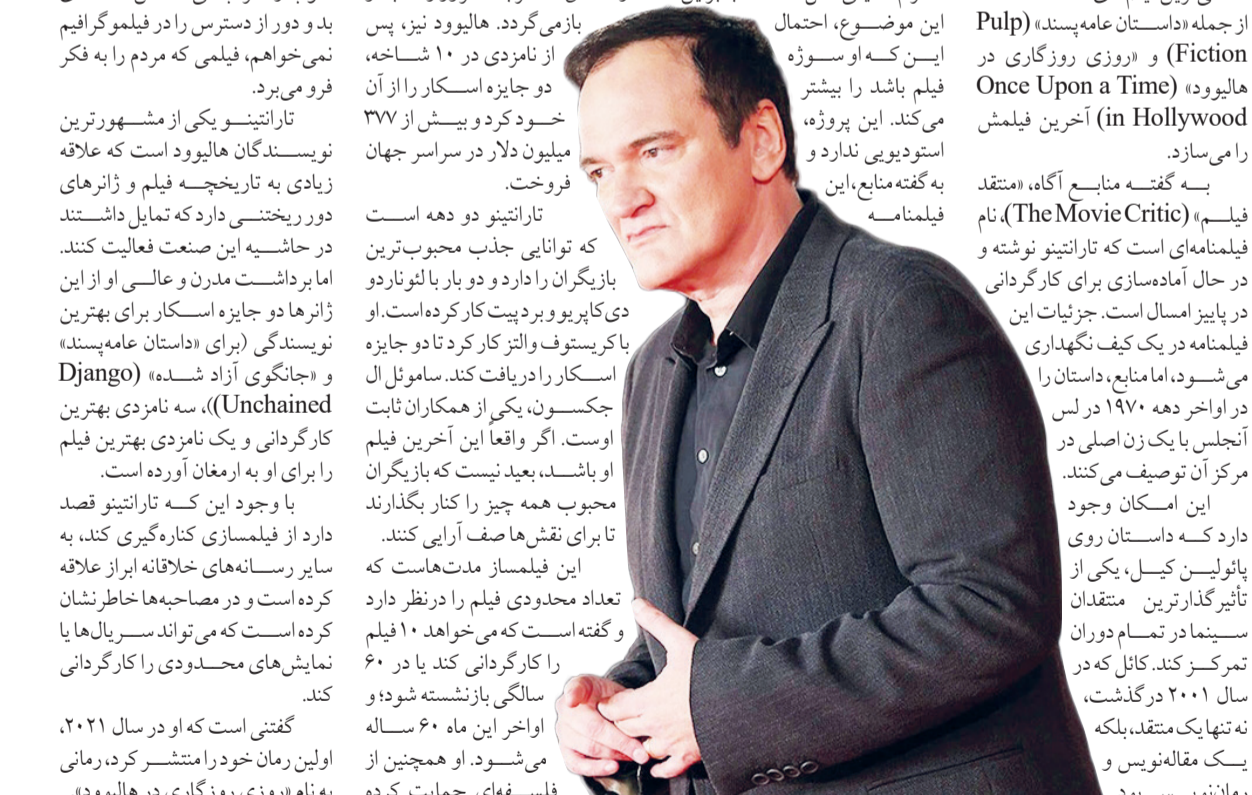 از جمله «داستان عامه‌پسند» (Pulp
Fiction) و «روزی روزگاری در
هالیوود» (Once Upon a Time
in Hollywood) آخرین فیلمش
را می‌سازد.
به گفته منابع آگاه، «منتقد
فیلم» (The Movie Critic)، نام
فیلمنامه‌ای است که تارانتینو نوشته و
در حال آماده‌سازی برای کارگردانی
در پاییز امسال است. جزئیات این
فیلمنامه در یک کیف نگهداری
می‌شود، اما منابع، داستان را
در اواخر دهه ۱۹۷۰ در لس
آنجلس با یک زن اصلی در
مرکز آن توصیف می‌کنند.
این امکان وجود
دارد که داستان روی
پائولین کیل، یکی از
تأثیرگذارترین منتقدان
سینما در تمام دوران
تمرکز کند. کائل که در
سال ۲۰۰۱ درگذشت،
نه تنها یک منتقد، بلکه
یک مقاله‌نویس و
رمان‌نویس بود
این موضوع، احتمال
این که او سوژه
فیلم باشد را بیشتر
می‌کند. این پروژه،
استودیویی ندارد و
به گفته منابع، این
فیلمنامه
بازمی‌گردد. هالیوود نیز، پس
از نامزدی در ۱۰ شاخه،
دو جایزه اسکار را از آن
خود کرد و بیش از ۳۷۷
میلیون دلار در سراسر جهان
فروخت.
تارانتینو دو دهه است
که توانایی جذب محبوب‌ترین
بازیگران را دارد و دو بار با لئوناردو
دی‌کاپریو و برد پیت کار کرده است. او
با کریستوف والتز کار کرد تا دو جایزه
اسکار را دریافت کند. ساموئل ال
جکسون، یکی از همکاران ثابت
اوست. اگر واقعاً این آخرین فیلم
او باشد، بعید نیست که بازیگران
محبوب همه چیز را کنار بگذارند
تا برای نقش‌ها صف آرایی کنند.
این فیلمساز مدت‌هاست که
تعداد محدودی فیلم را درنظر دارد
و گفته است که می‌خواهد ۱۰ فیلم
را کارگردانی کند یا در ۶۰
سالگی بازنشسته شود؛ و
اواخر این ماه ۶۰ ساله
می‌شود. او همچنین از
فلسفه‌ای حمایت کرده
بد و دور از دسترس را در فیلموگرافیم
نمی‌خواهم، فیلمی که مردم را به فکر
فرو می‌برد.
تارانتینو یکی از مشهورترین
نویسندگان هالیوود است که علاقه
زیادی به تاریخچه فیلم و ژانرهای
دور ریختنی دارد که تمایل داشتند
در حاشیه این صنعت فعالیت کنند.
اما برداشت مدرن و عالی او از این
ژانرها دو جایزه اسکار برای بهترین
نویسندگی (برای «داستان عامه‌پسند»
و «جانگوی آزاد شده» (Django
Unchained))، سه نامزدی بهترین
کارگردانی و یک نامزدی بهترین فیلم
را برای او به ارمغان آورده است.
با وجود این که تارانتینو قصد
دارد از فیلمسازی کناره‌گیری کند، به
سایر رسانه‌های خلاقانه ابراز علاقه
کرده است و در مصاحبه‌ها خاطرنشان
کرده است که می‌تواند سریال‌ها یا
نمایش‌های محدودی را کارگردانی
کند.
گفتنی است که او در سال ۲۰۲۱،
اولین رمان خود را منتشر کرد، رمانی
به نام «روزی روزگاری در هالیوود»